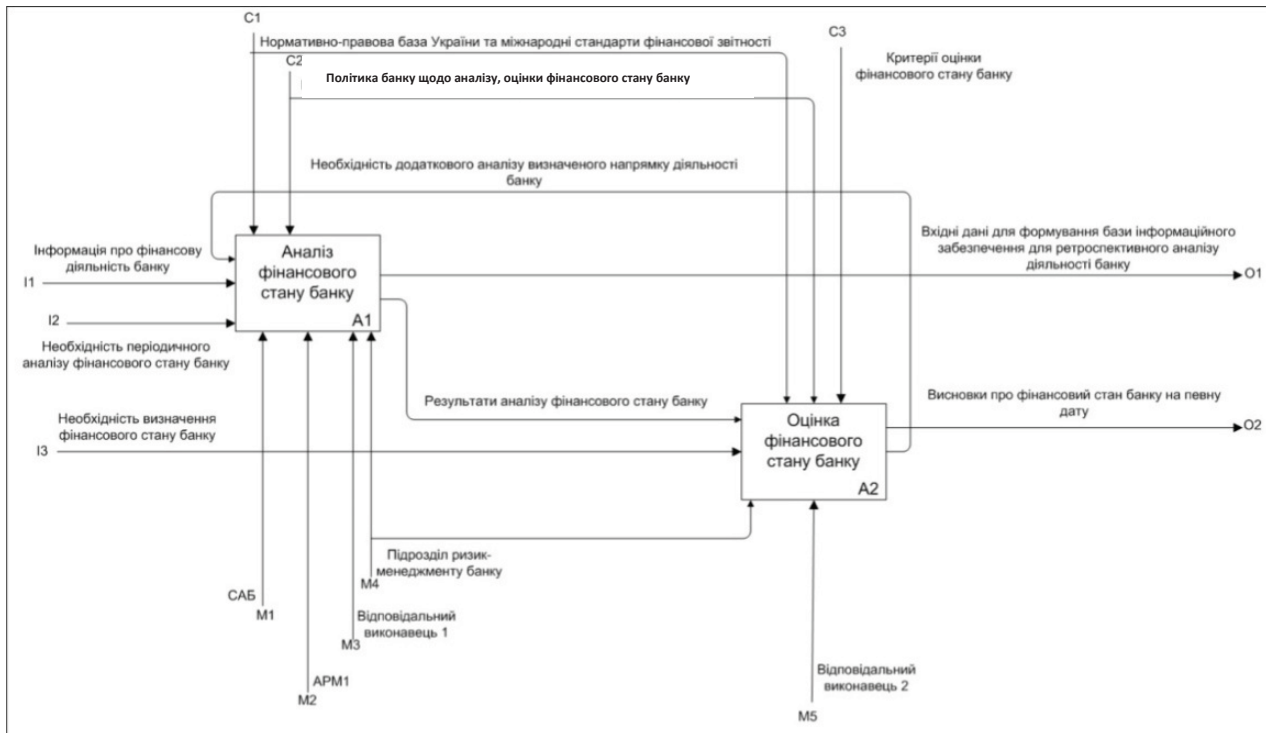 C1
Нормативно-правова база України та міжнародні стандарти фінансової звітності
C3
C2
Політика банку щодо аналізу, оцінки фінансового стану банку
Критерії оцінки
фінансового стану банку
Необхідність додаткового аналізу визначеного напрямку діяльності
банку
Інформація про фінансову
діяльність банку
I1
I2
Необхідність періодичного
аналізу фінансового стану банку
Аналіз
фінансового
стану банку
A1
Вхідні дані для формування бази інформаційного
забезпечення для ретроспективного аналізу
діяльності банку
O1
Результати аналізу фінансового стану банку
Необхідність визначення
фінансового стану банку
I3
Оцінка
фінансового
стану банку
A2
Висновки про фінансовий стан банку на певну
дату
O2
Підрозділ ризик-
менеджменту банку
M4
САБ
M1
Відповідальний
виконавець 1
M3
АРМ1
M2
Відповідальний
виконавець 2
M5